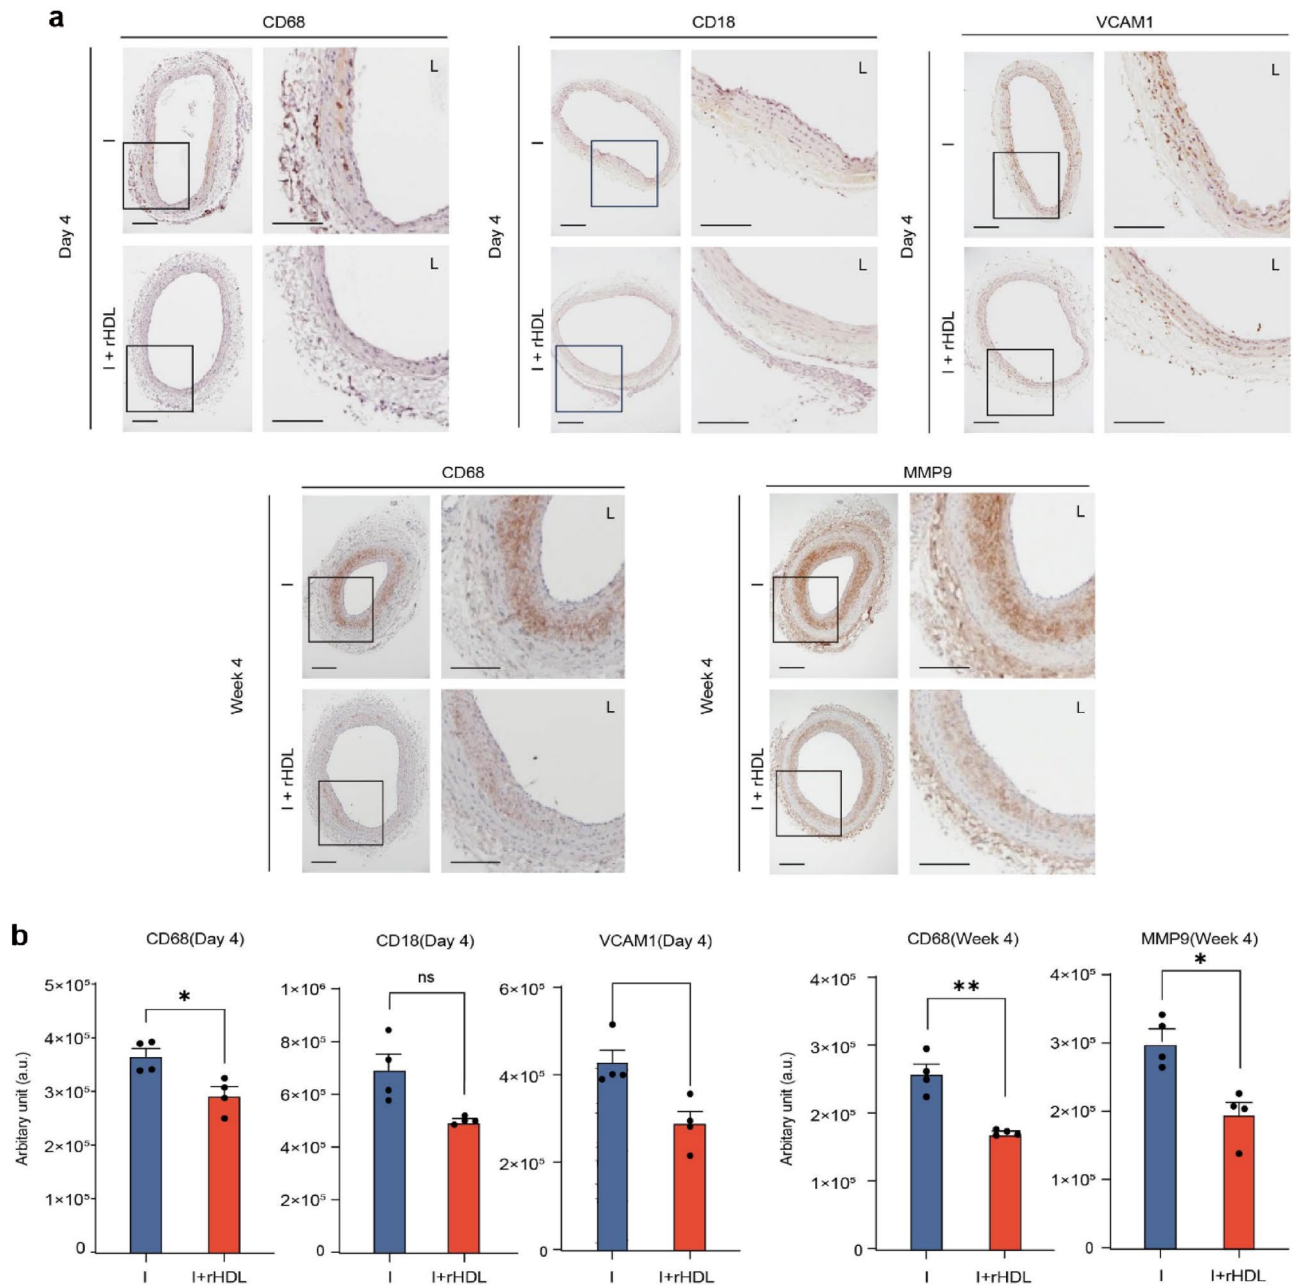 a
CD68
CD18
VCAM1
Day 4
I
L
I + rHDL
L
Day 4
I
L
I + rHDL
L
Day 4
I
L
I + rHDL
L
CD68
MMP9
Week 4
I
L
I + rHDL
L
Week 4
I
L
I + rHDL
L
b
CD68(Day 4)
Arbitary unit (a.u.)
5×10⁵
4×10⁵
3×10⁵
2×10⁵
1×10⁵
0
*
I
I+rHDL
CD18(Day 4)
1×10⁶
8×10⁵
6×10⁵
4×10⁵
2×10⁵
0
ns
I
I+rHDL
VCAM1(Day 4)
6×10⁵
4×10⁵
2×10⁵
0
I
I+rHDL
CD68(Week 4)
Arbitary unit (a.u.)
4×10⁵
3×10⁵
2×10⁵
1×10⁵
0
**
I
I+rHDL
MMP9(Week 4)
4×10⁵
3×10⁵
2×10⁵
1×10⁵
0
*
I
I+rHDL